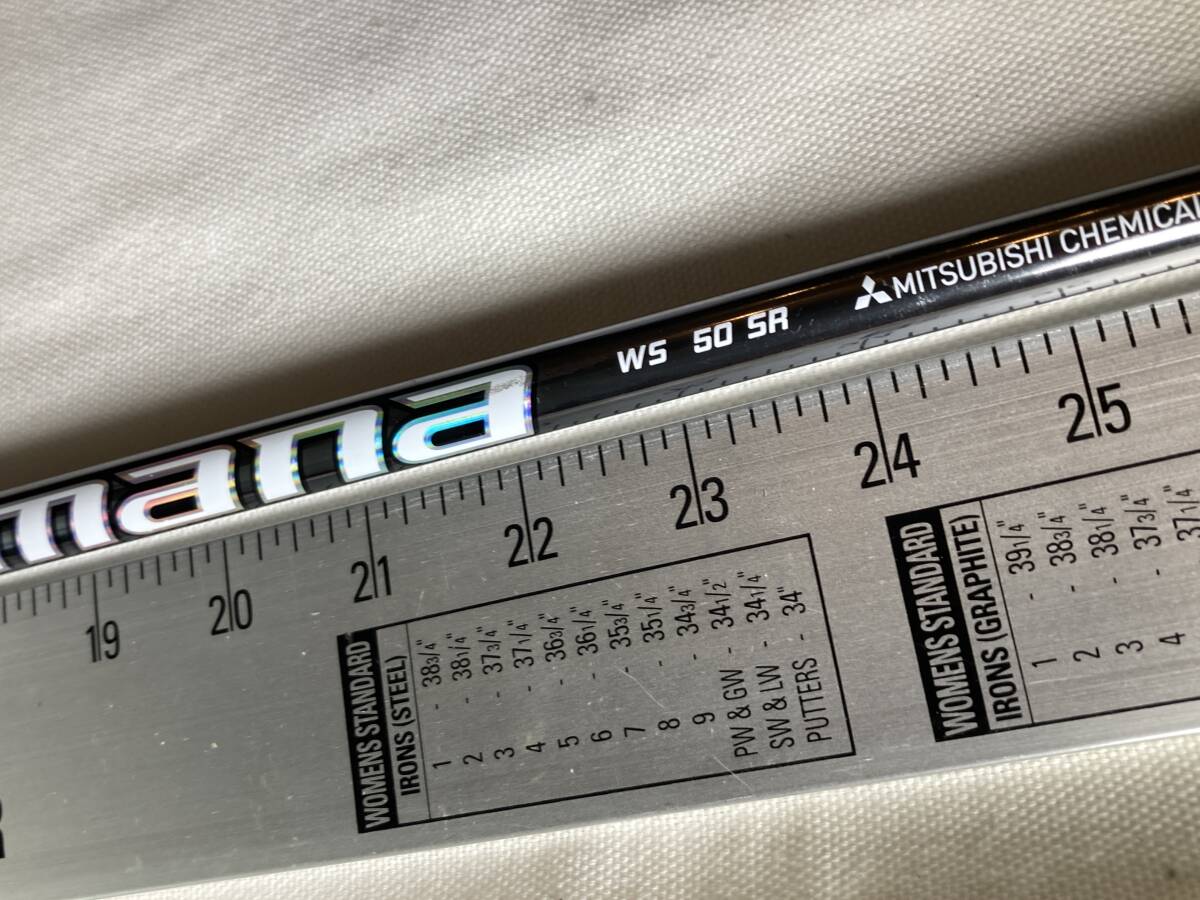 WS 50 SR MITSUBISHI CHEMICAL
19 20 21 22 23 24 25
WOMENS STANDARD
IRONS (STEEL)
1 - 38 3/4"
2 - 38 1/4"
3 - 37 3/4"
4 - 37 1/4"
5 - 36 3/4"
6 - 36 1/4"
7 - 35 3/4"
8 - 35 1/4"
9 - 34 3/4"
PW & GW - 34 1/2"
SW & LW - 34 1/4"
PUTTERS - 34"
WOMENS STANDARD
IRONS (GRAPHITE)
1 - 39 1/4"
2 - 38 3/4"
3 - 38 1/4"
4 - 37 3/4"
37 1/4"